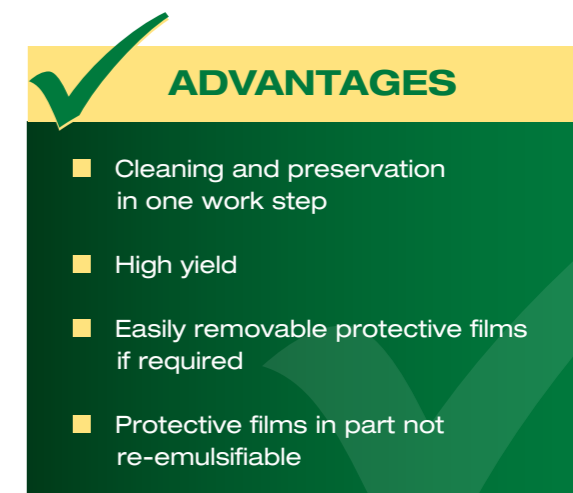 ADVANTAGES
Cleaning and preservation
in one work step
High yield
Easily removable protective films
if required
Protective films in part not
re-emulsifiable